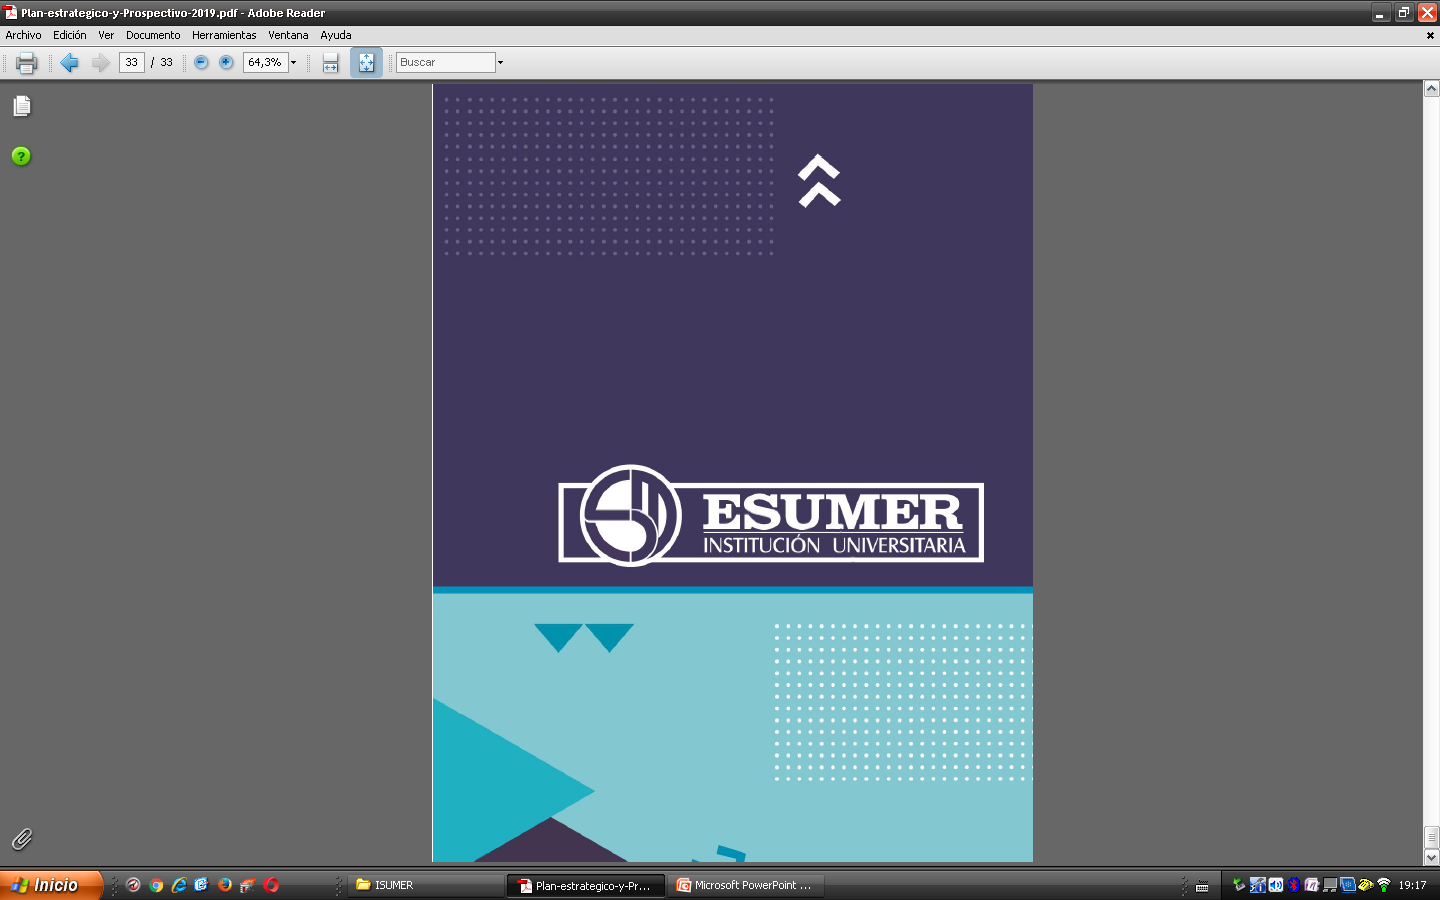 Plan-estrategico-y-Prospectivo-2019.pdf - Adobe Reader
Archivo Edición Ver Documento Herramientas Ventana Ayuda
33 / 33 64,3% Buscar
ESUMER
INSTITUCIÓN UNIVERSITARIA
Inicio ISUMER Plan-estrategico-y-Pr... Microsoft PowerPoint ... 19:17